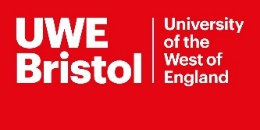 UWE
Bristol
University
of the
West of
England